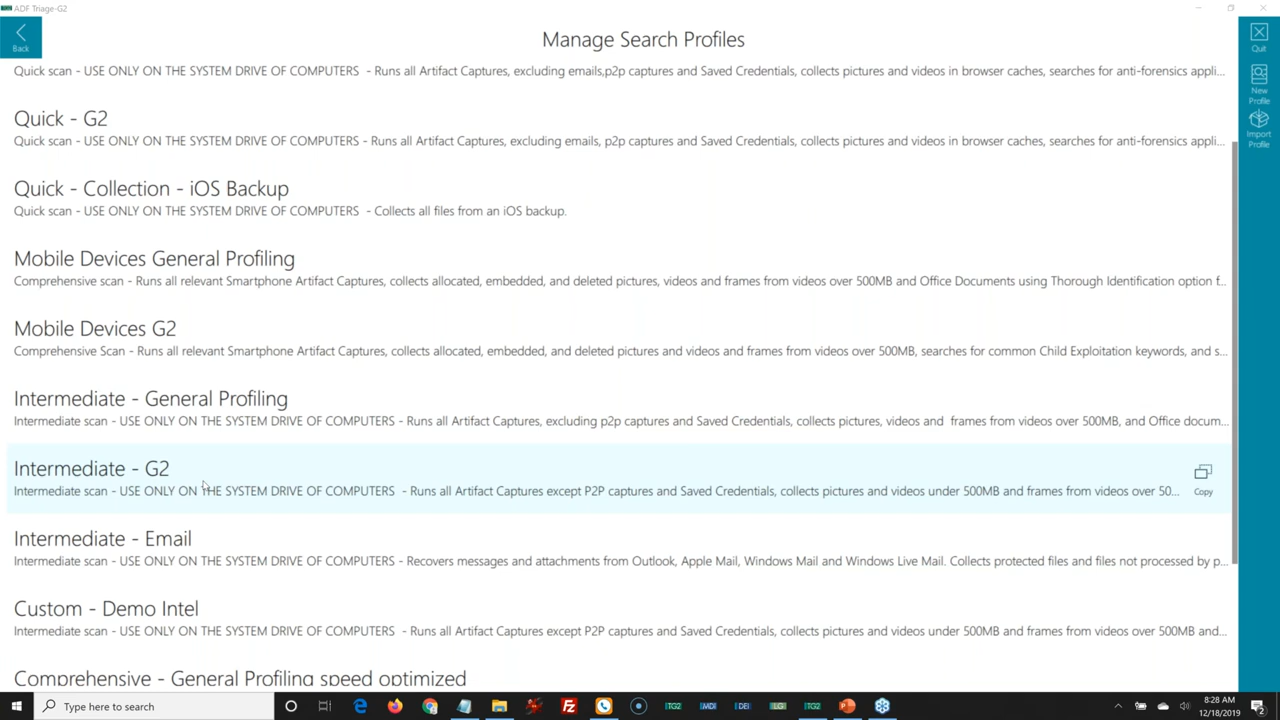 ADF Triage-G2
Back
Manage Search Profiles
Quit
New
Profile
Import
Profile
Quick scan - USE ONLY ON THE SYSTEM DRIVE OF COMPUTERS - Runs all Artifact Captures, excluding emails,p2p captures and Saved Credentials, collects pictures and videos in browser caches, searches for anti-forensics appli...
Quick - G2
Quick scan - USE ONLY ON THE SYSTEM DRIVE OF COMPUTERS - Runs all Artifact Captures, excluding emails, p2p captures and Saved Credentials, collects pictures and videos in browser caches, searches for anti-forensics appli...
Quick - Collection - iOS Backup
Quick scan - USE ONLY ON THE SYSTEM DRIVE OF COMPUTERS - Collects all files from an iOS backup.
Mobile Devices General Profiling
Comprehensive scan - Runs all relevant Smartphone Artifact Captures, collects allocated, embedded, and deleted pictures, videos and frames from videos over 500MB and Office Documents using Thorough Identification option f...
Mobile Devices G2
Comprehensive Scan - Runs all relevant Smartphone Artifact Captures, collects allocated, embedded, and deleted pictures and videos and frames from videos over 500MB, searches for common Child Exploitation keywords, and s...
Intermediate - General Profiling
Intermediate scan - USE ONLY ON THE SYSTEM DRIVE OF COMPUTERS - Runs all Artifact Captures, excluding p2p captures and Saved Credentials, collects pictures, videos and frames from videos over 500MB, and Office docum...
Intermediate - G2
Intermediate scan - USE ONLY ON THE SYSTEM DRIVE OF COMPUTERS - Runs all Artifact Captures except P2P captures and Saved Credentials, collects pictures and videos under 500MB and frames from videos over 50...
Copy
Intermediate - Email
Intermediate scan - USE ONLY ON THE SYSTEM DRIVE OF COMPUTERS - Recovers messages and attachments from Outlook, Apple Mail, Windows Mail and Windows Live Mail. Collects protected files and files not processed by p...
Custom - Demo Intel
Intermediate scan - USE ONLY ON THE SYSTEM DRIVE OF COMPUTERS - Runs all Artifact Captures except P2P captures and Saved Credentials, collects pictures and videos under 500MB and frames from videos over 500MB and...
Comprehensive - General Profiling speed optimized
Type here to search
TG2
MDI
DEI
LGI
TG2
8:28 AM
12/18/2019
2